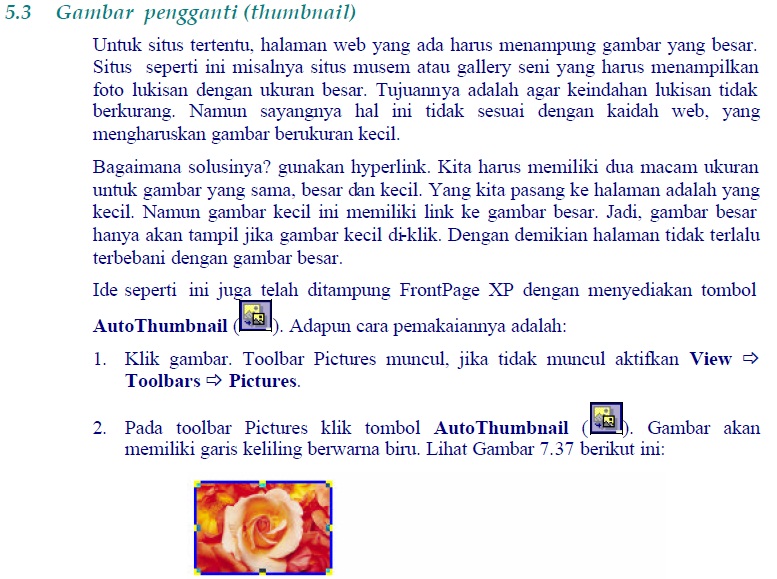 5.3 Gambar pengganti (thumbnail)
Untuk situs tertentu, halaman web yang ada harus menampung gambar yang besar.
Situs seperti ini misalnya situs musem atau gallery seni yang harus menampilkan
foto lukisan dengan ukuran besar. Tujuannya adalah agar keindahan lukisan tidak
berkurang. Namun sayangnya hal ini tidak sesuai dengan kaidah web, yang
mengharuskan gambar berukuran kecil.
Bagaimana solusinya? gunakan hyperlink. Kita harus memiliki dua macam ukuran
untuk gambar yang sama, besar dan kecil. Yang kita pasang ke halaman adalah yang
kecil. Namun gambar kecil ini memiliki link ke gambar besar. Jadi, gambar besar
hanya akan tampil jika gambar kecil di-klik. Dengan demikian halaman tidak terlalu
terbebani dengan gambar besar.
Ide seperti ini juga telah ditampung FrontPage XP dengan menyediakan tombol
AutoThumbnail ( ). Adapun cara pemakaiannya adalah:
1. Klik gambar. Toolbar Pictures muncul, jika tidak muncul aktifkan View ⇨
Toolbars ⇨ Pictures.
2. Pada toolbar Pictures klik tombol AutoThumbnail ( ). Gambar akan
memiliki garis keliling berwarna biru. Lihat Gambar 7.37 berikut ini: